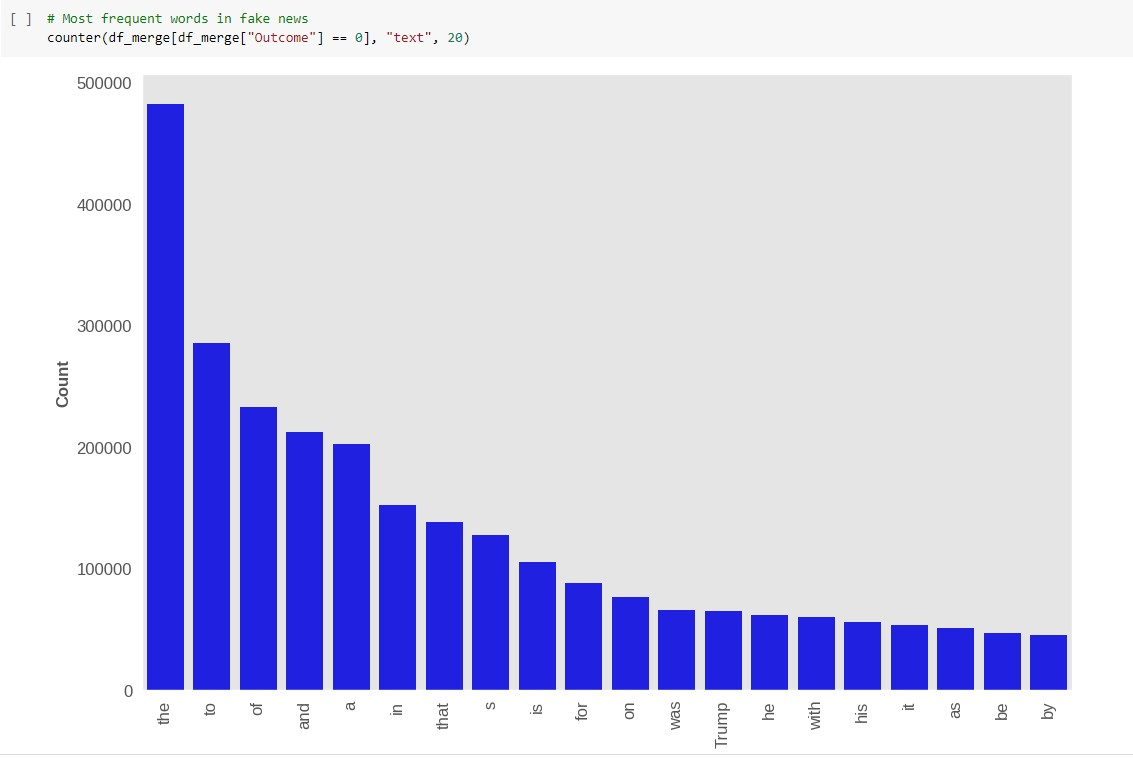 [ ] # Most frequent words in fake news
counter(df_merge[df_merge["Outcome"] == 0], "text", 20)
500000
400000
300000
200000
100000
0
Count
the
to
of
and
a
in
that
s
is
for
on
was
Trump
he
with
his
it
as
be
by